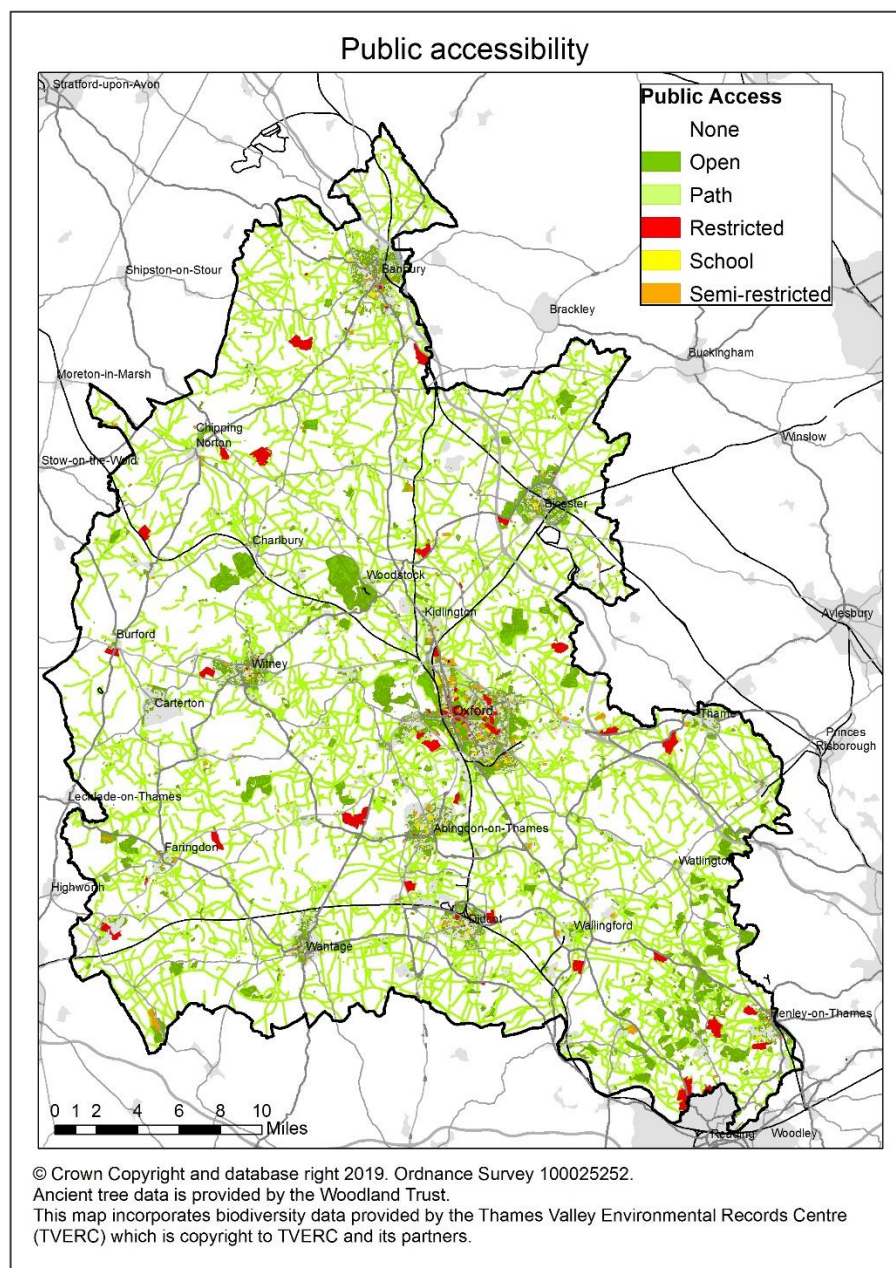 Public accessibility
Stratford-upon-Avon
Public Access
None
Open
Path
Restricted
School
Semi-restricted
Banbury
Shipston-on-Stour
Brackley
Buckingham
Moreton-in-Marsh
Chipping
Norton
Winslow
Stow-on-the-Wold
Bicester
Charlbury
Woodstock
Kidlington
Aylesbury
Burford
Witney
Carterton
Oxford
Thame
Princes
Risborough
Lechlade-on-Thames
Abingdon-on-Thames
Faringdon
Watlington
Highworth
Didcot
Wallingford
Wantage
Henley-on-Thames
0 1 2 4 6 8 10
Miles
Reading
Woodley
© Crown Copyright and database right 2019. Ordnance Survey 100025252.
Ancient tree data is provided by the Woodland Trust.
This map incorporates biodiversity data provided by the Thames Valley Environmental Records Centre
(TVERC) which is copyright to TVERC and its partners.